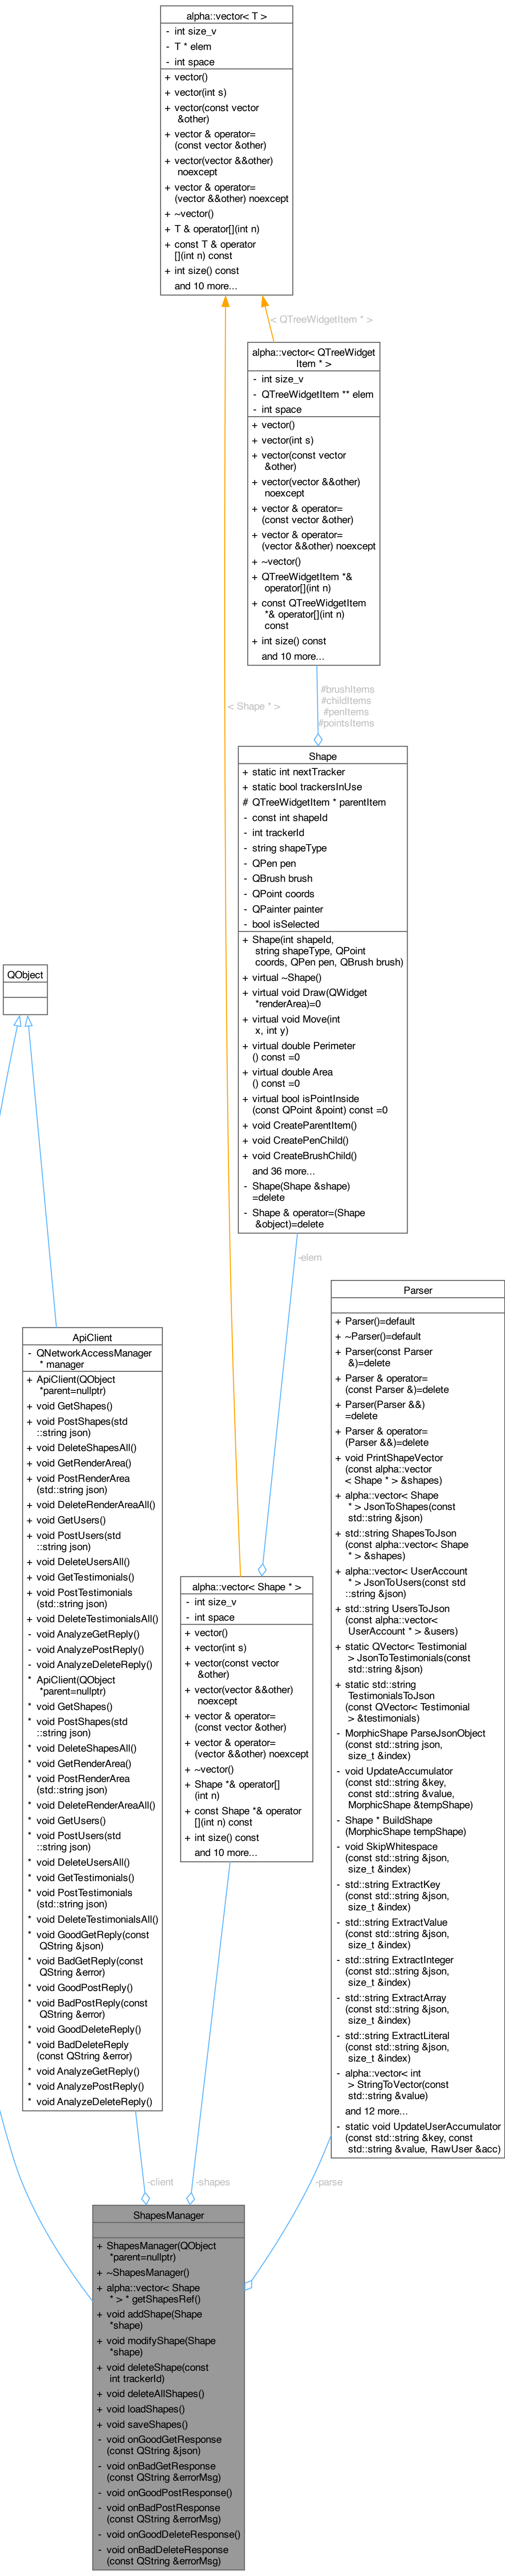 alpha::vector< T >
- int size_v
- T * elem
- int space
+ vector()
+ vector(int s)
+ vector(const vector
&other)
+ vector & operator=
(const vector &other)
+ vector(vector &&other)
noexcept
+ vector & operator=
(vector &&other) noexcept
+ ~vector()
+ T & operator[](int n)
+ const T & operator
[](int n) const
+ int size() const
and 10 more...
< QTreeWidgetItem * >
alpha::vector< QTreeWidget
Item * >
- int size_v
- QTreeWidgetItem ** elem
- int space
+ vector()
+ vector(int s)
+ vector(const vector
&other)
+ vector(vector &&other)
noexcept
+ vector & operator=
(const vector &other)
+ vector & operator=
(vector &&other) noexcept
+ ~vector()
+ QTreeWidgetItem *&
operator[](int n)
+ const QTreeWidgetItem
*& operator[](int n)
const
+ int size() const
and 10 more...
#brushItems
#childItems
#penItems
#pointsItems
< Shape * >
Shape
+ static int nextTracker
+ static bool trackersInUse
# QTreeWidgetItem * parentItem
- const int shapeId
- int trackerId
- string shapeType
- QPen pen
- QBrush brush
- QPoint coords
- QPainter painter
- bool isSelected
+ Shape(int shapeId,
string shapeType, QPoint
coords, QPen pen, QBrush brush)
+ virtual ~Shape()
+ virtual void Draw(QWidget
*renderArea)=0
+ virtual void Move(int
x, int y)
+ virtual double Perimeter
() const =0
+ virtual double Area
() const =0
+ virtual bool isPointInside
(const QPoint &point) const =0
+ void CreateParentItem()
+ void CreatePenChild()
+ void CreateBrushChild()
and 36 more...
- Shape(Shape &shape)
=delete
- Shape & operator=(Shape
&object)=delete
QObject
-elem
ApiClient
- QNetworkAccessManager
* manager
+ ApiClient(QObject
*parent=nullptr)
+ void GetShapes()
+ void PostShapes(std
::string json)
+ void DeleteShapesAll()
+ void GetRenderArea()
+ void PostRenderArea
(std::string json)
+ void DeleteRenderAreaAll()
+ void GetUsers()
+ void PostUsers(std
::string json)
+ void DeleteUsersAll()
+ void GetTestimonials()
+ void PostTestimonials
(std::string json)
+ void DeleteTestimonialsAll()
- void AnalyzeGetReply()
- void AnalyzePostReply()
- void AnalyzeDeleteReply()
* ApiClient(QObject
*parent=nullptr)
* void GetShapes()
* void PostShapes(std
::string json)
* void DeleteShapesAll()
* void GetRenderArea()
* void PostRenderArea
(std::string json)
* void DeleteRenderAreaAll()
* void GetUsers()
* void PostUsers(std
::string json)
* void DeleteUsersAll()
* void GetTestimonials()
* void PostTestimonials
(std::string json)
* void DeleteTestimonialsAll()
* void GoodGetReply(const
QString &json)
* void BadGetReply(const
QString &error)
* void GoodPostReply()
* void BadPostReply(const
QString &error)
* void GoodDeleteReply()
* void BadDeleteReply
(const QString &error)
* void AnalyzeGetReply()
* void AnalyzePostReply()
* void AnalyzeDeleteReply()
alpha::vector< Shape * >
- int size_v
- int space
+ vector()
+ vector(int s)
+ vector(const vector
&other)
+ vector(vector &&other)
noexcept
+ vector & operator=
(const vector &other)
+ vector & operator=
(vector &&other) noexcept
+ ~vector()
+ Shape *& operator[]
(int n)
+ const Shape *& operator
[](int n) const
+ int size() const
and 10 more...
Parser
+ Parser()=default
+ ~Parser()=default
+ Parser(const Parser
&)=delete
+ Parser & operator=
(const Parser &)=delete
+ Parser(Parser &&)
=delete
+ Parser & operator=
(Parser &&)=delete
+ void PrintShapeVector
(const alpha::vector
< Shape * > &shapes)
+ alpha::vector< Shape
* > JsonToShapes(const
std::string &json)
+ std::string ShapesToJson
(const alpha::vector< Shape
* > &shapes)
+ alpha::vector< UserAccount
* > JsonToUsers(const std
::string &json)
+ std::string UsersToJson
(const alpha::vector<
UserAccount * > &users)
+ static QVector< Testimonial
> JsonToTestimonials(const
std::string &json)
+ static std::string
TestimonialsToJson
(const QVector< Testimonial
> &testimonials)
- MorphicShape ParseJsonObject
(const std::string json,
size_t &index)
- void UpdateAccumulator
(const std::string &key,
const std::string &value,
MorphicShape &tempShape)
- Shape * BuildShape
(MorphicShape tempShape)
- void SkipWhitespace
(const std::string &json,
size_t &index)
- std::string ExtractKey
(const std::string &json,
size_t &index)
- std::string ExtractValue
(const std::string &json,
size_t &index)
- std::string ExtractInteger
(const std::string &json,
size_t &index)
- std::string ExtractArray
(const std::string &json,
size_t &index)
- std::string ExtractLiteral
(const std::string &json,
size_t &index)
- alpha::vector< int
> StringToVector(const
std::string &value)
and 12 more...
- static void UpdateUserAccumulator
(const std::string &key, const
std::string &value, RawUser &acc)
-client
-shapes
-parse
ShapesManager
+ ShapesManager(QObject
*parent=nullptr)
+ ~ShapesManager()
+ alpha::vector< Shape
* > * getShapesRef()
+ void addShape(Shape
*shape)
+ void modifyShape(Shape
*shape)
+ void deleteShape(const
int trackerId)
+ void deleteAllShapes()
+ void loadShapes()
+ void saveShapes()
- void onGoodGetResponse
(const QString &json)
- void onBadGetResponse
(const QString &errorMsg)
- void onGoodPostResponse()
- void onBadPostResponse
(const QString &errorMsg)
- void onGoodDeleteResponse()
- void onBadDeleteResponse
(const QString &errorMsg)